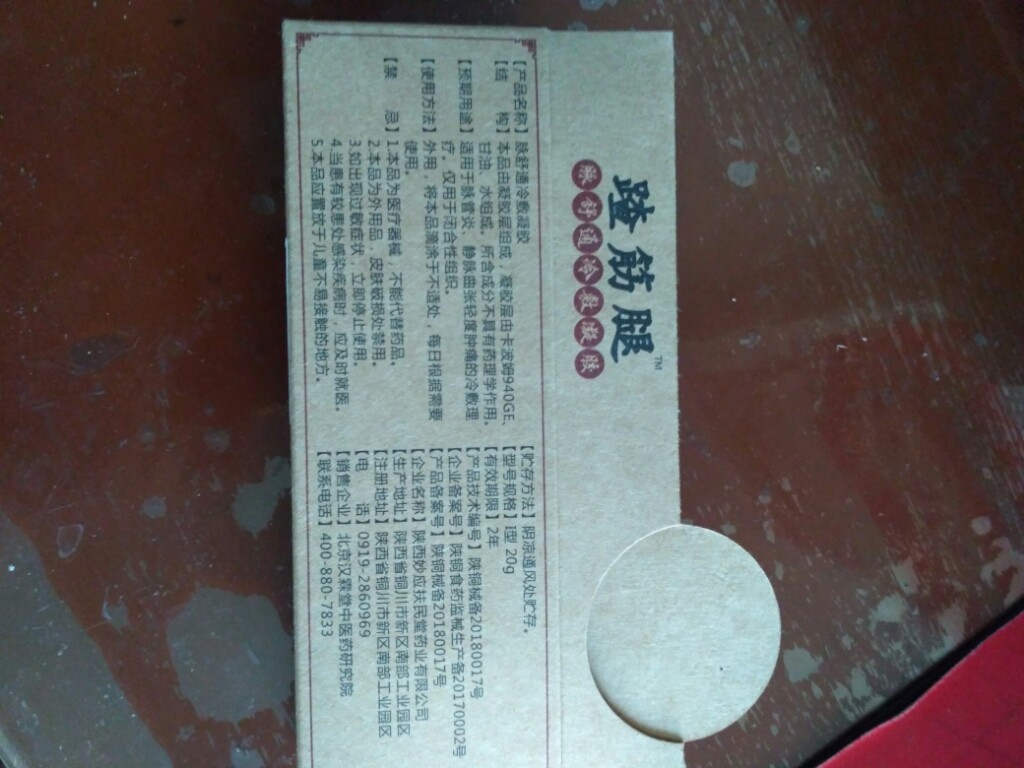 蹅筋腿™
脉舒通冷敷凝胶
【产品名称】脉舒通冷敷凝胶
【结 构】本品由凝胶层组成，凝胶层由卡波姆940GE、
甘油、水组成。所含成分不具有药理学作用。
【预期用途】适用于脉管炎、静脉曲张轻度肿痛的冷敷理
疗。仅用于闭合性组织。
【使用方法】外用，将本品滴涂于不适处，每日根据需要
使用。
【禁 忌】1.本品为医疗器械，不能代替药品，
2.本品为外用品，皮肤破损处禁用。
3.如出现过敏症状，立即停止使用。
4.当患有较患处感染疾病时，应及时就医。
5.本品应置放于儿童不易接触的地方。
【贮存方法】阴凉通风处贮存。
【型号规格】I型 20g
【有效期限】2年
【产品技术编号】陕铜械备20180017号
【企业备案号】陕铜食药监械生产备20170002号
【产品备案号】陕铜械备20180017号
【企业名称】陕西妙应扶民堂药业有限公司
【生产地址】陕西省铜川市新区南部工业园区
【注册地址】陕西省铜川市新区南部工业园区
【电 话】0919-2860969
【销售企业】北京汉霖堂中医药研究院
【联系电话】400-880-7833